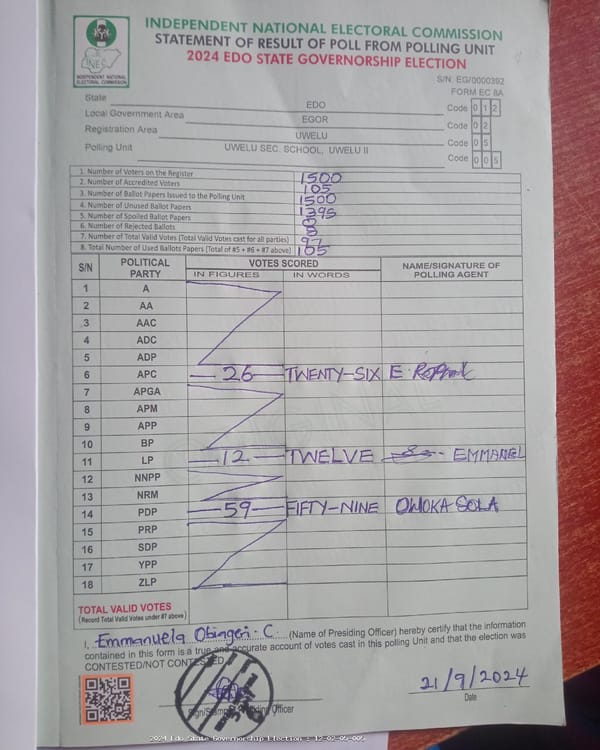 INDEPENDENT NATIONAL ELECTORAL COMMISSION
STATEMENT OF RESULT OF POLL FROM POLLING UNIT
2024 EDO STATE GOVERNORSHIP ELECTION
INEC
INDEPENDENT NATIONAL ELECTORAL COMMISSION
S/N. EG/0000392
FORM EC 8A
State EDO Code 0 1 2
Local Government Area EGOR Code 0 2
Registration Area UWELU Code 0 5
Polling Unit UWELU SEC. SCHOOL, UWELU II Code 0 0 5
1. Number of Voters on the Register 1500
2. Number of Accredited Voters 105
3. Number of Ballot Papers Issued to the Polling Unit 1500
4. Number of Unused Ballot Papers 1395
5. Number of Spoiled Ballot Papers 0
6. Number of Rejected Ballots 8
7. Number of Total Valid Votes (Total Valid Votes cast for all parties) 97
8. Total Number of Used Ballots Papers (Total of #5 + #6 + #7 above) 105
S/N POLITICAL PARTY VOTES SCORED NAME/SIGNATURE OF POLLING AGENT
IN FIGURES IN WORDS
1 A
2 AA
3 AAC
4 ADC
5 ADP
6 APC 26 TWENTY-SIX E.
7 APGA
8 APM
9 APP
10 BP
11 LP 12 TWELVE EMMANEL
12 NNPP
13 NRM
14 PDP 59 FIFTY-NINE OWOKA SOLA
15 PRP
16 SDP
17 YPP
18 ZLP
TOTAL VALID VOTES
(Record Total Valid Votes under #7 above)
I, Emmanuela Obingeri. C. (Name of Presiding Officer) hereby certify that the information
contained in this form is a true and accurate account of votes cast in this polling Unit and that the election was
CONTESTED/NOT CONTESTED
21/9/2024
Sign/Stamp Officer
Date
2024 Edo State Governorship Election : 12-02-05-005